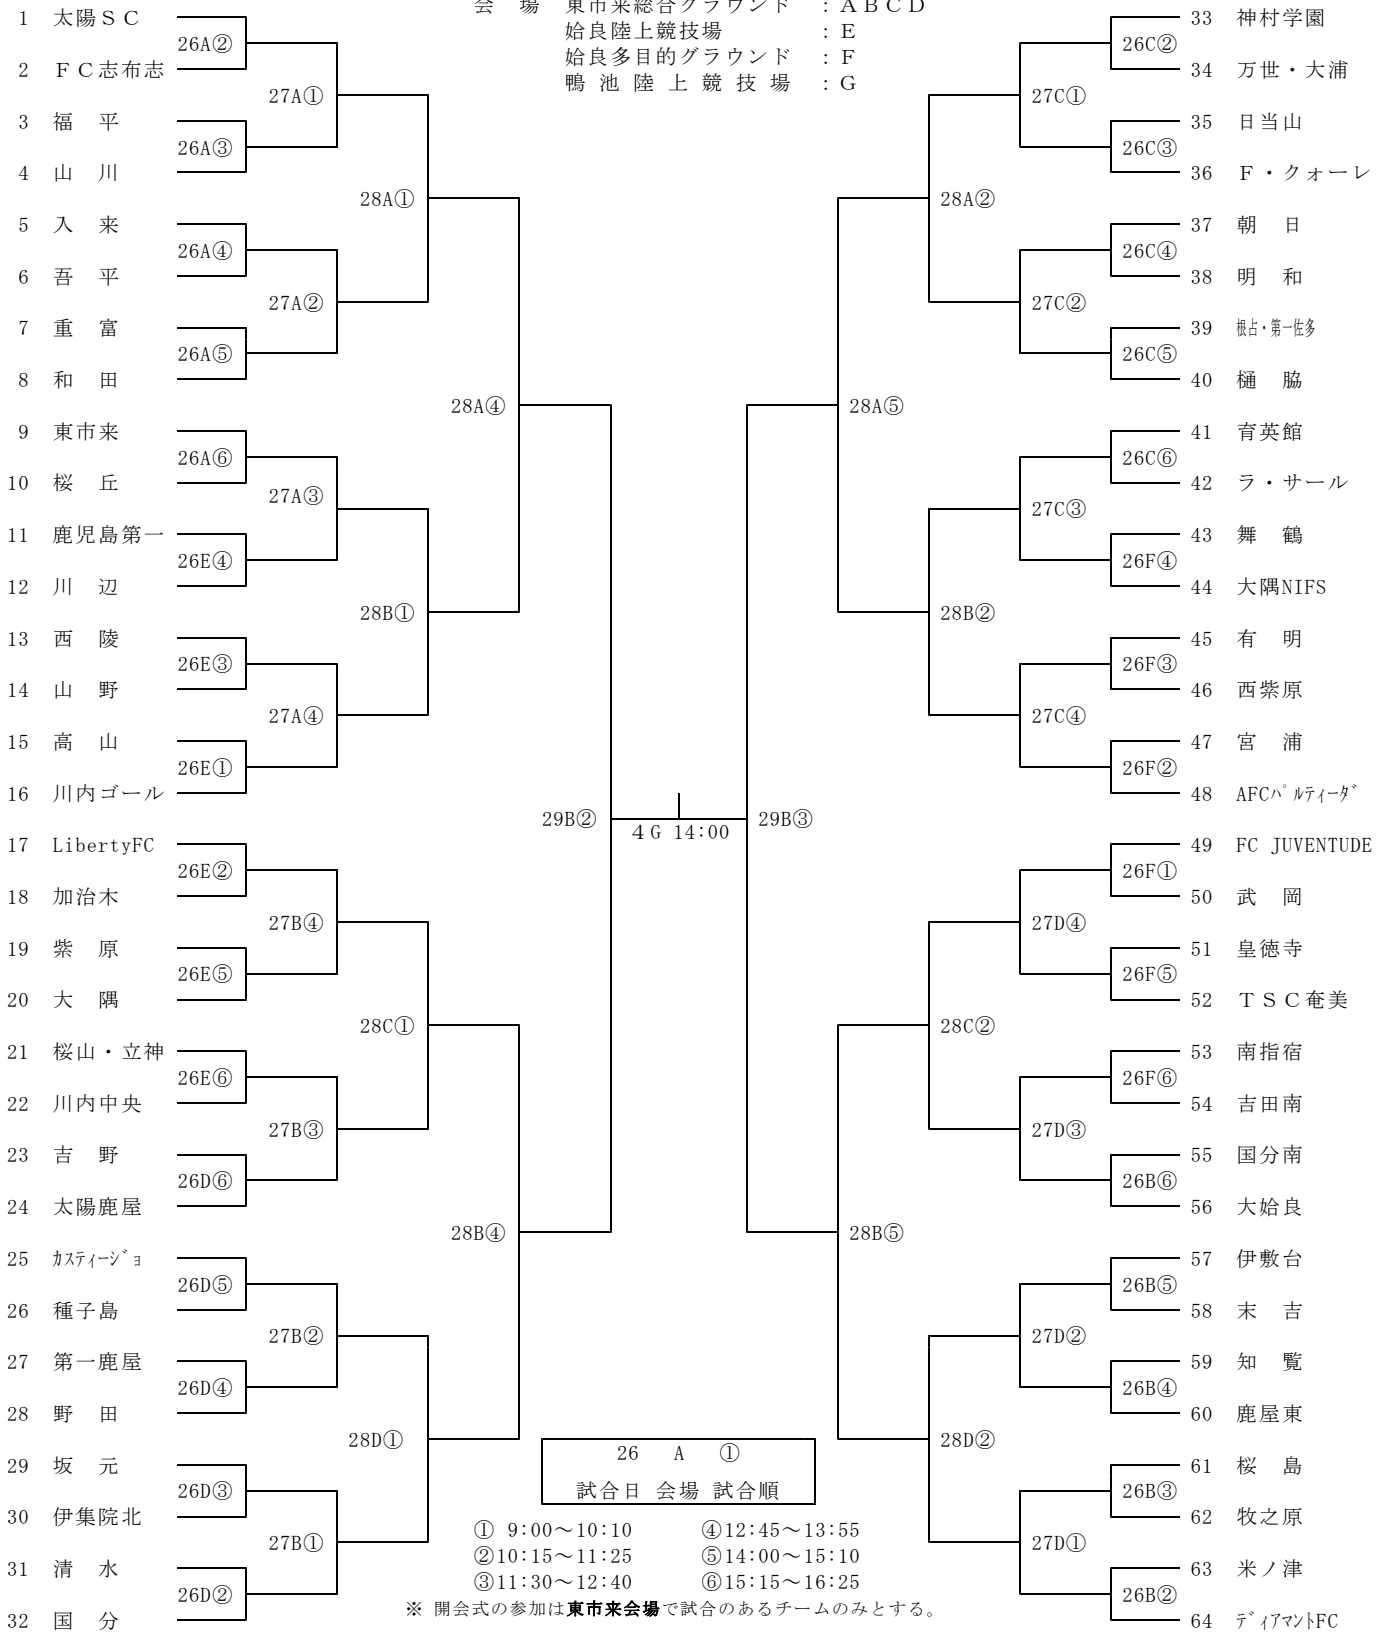 会　場　東市来総合グラウンド　：ＡＢＣＤ
姶良陸上競技場　：Ｅ
姶良多目的グラウンド　：Ｆ
鴨 池 陸 上 競 技 場　：Ｇ
1 太陽ＳＣ
26A②
2 ＦＣ志布志
27A①
3 福　平
26A③
4 山　川
28A①
5 入　来
26A④
6 吾　平
27A②
7 重　富
26A⑤
8 和　田
28A④
9 東市来
26A⑥
10 桜　丘
27A③
11 鹿児島第一
26E④
12 川　辺
28B①
13 西　陵
26E③
14 山　野
27A④
15 高　山
26E①
16 川内ゴール
29B②
17 LibertyFC
26E②
18 加治木
27B④
19 紫　原
26E⑤
20 大　隅
28C①
21 桜山・立神
26E⑥
22 川内中央
27B③
23 吉　野
26D⑥
24 太陽鹿屋
28B④
25 ｶｽティーｼﾞｮ
26D⑤
26 種子島
27B②
27 第一鹿屋
26D④
28 野　田
28D①
29 坂　元
26D③
30 伊集院北
27B①
31 清　水
26D②
32 国　分
４G 14:00
33 神村学園
26C②
34 万世・大浦
27C①
35 日当山
26C③
36 Ｆ・クォーレ
28A②
37 朝　日
26C④
38 明　和
27C②
39 根占・第一佐多
26C⑤
40 樋　脇
28A⑤
41 育英館
26C⑥
42 ラ・サール
27C③
43 舞　鶴
26F④
44 大隅NIFS
28B②
45 有　明
26F③
46 西紫原
27C④
47 宮　浦
26F②
48 AFCﾊﾟﾙティーﾀﾞ
29B③
49 FC JUVENTUDE
26F①
50 武　岡
27D④
51 皇徳寺
26F⑤
52 ＴＳＣ奄美
28C②
53 南指宿
26F⑥
54 吉田南
27D③
55 国分南
26B⑥
56 大姶良
28B⑤
57 伊敷台
26B⑤
58 末　吉
27D②
59 知　覧
26B④
60 鹿屋東
28D②
61 桜　島
26B③
62 牧之原
27D①
63 米ノ津
26B②
64 ﾃﾞｨｱﾏﾝﾄFC
26　A　①
試合日 会場 試合順
① 9:00～10:10　④12:45～13:55
②10:15～11:25　⑤14:00～15:10
③11:30～12:40　⑥15:15～16:25
※ 開会式の参加は東市来会場で試合のあるチームのみとする。